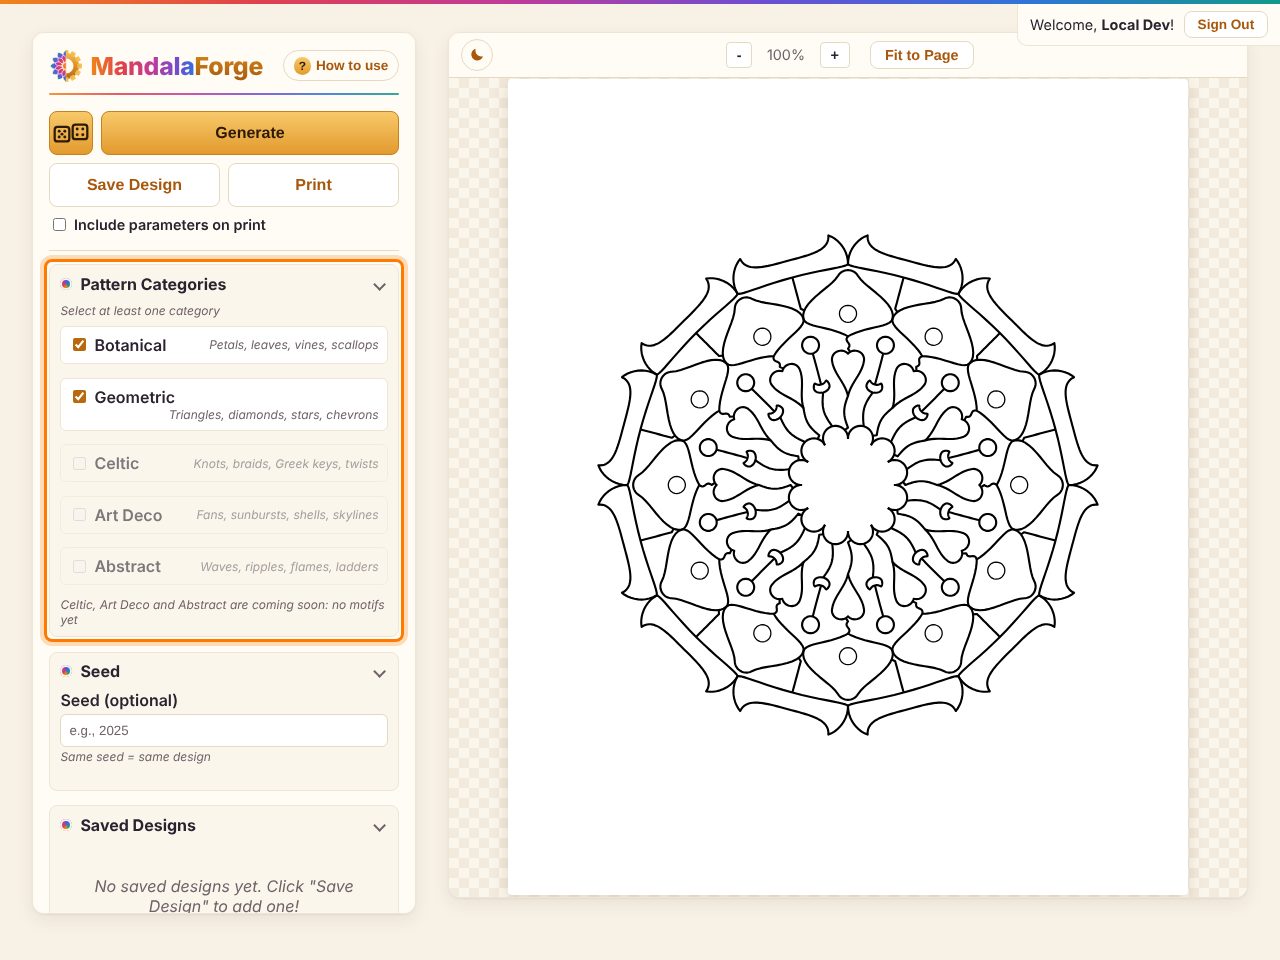 Welcome, Local Dev!
Sign Out
MandalaForge
? How to use
Generate
Save Design
Print
Include parameters on print
Pattern Categories
Select at least one category
Botanical
Petals, leaves, vines, scallops
Geometric
Triangles, diamonds, stars, chevrons
Celtic
Knots, braids, Greek keys, twists
Art Deco
Fans, sunbursts, shells, skylines
Abstract
Waves, ripples, flames, ladders
Celtic, Art Deco and Abstract are coming soon: no motifs
yet
Seed
Seed (optional)
e.g., 2025
Same seed = same design
Saved Designs
No saved designs yet. Click "Save
Design" to add one!
- 100% +
Fit to Page